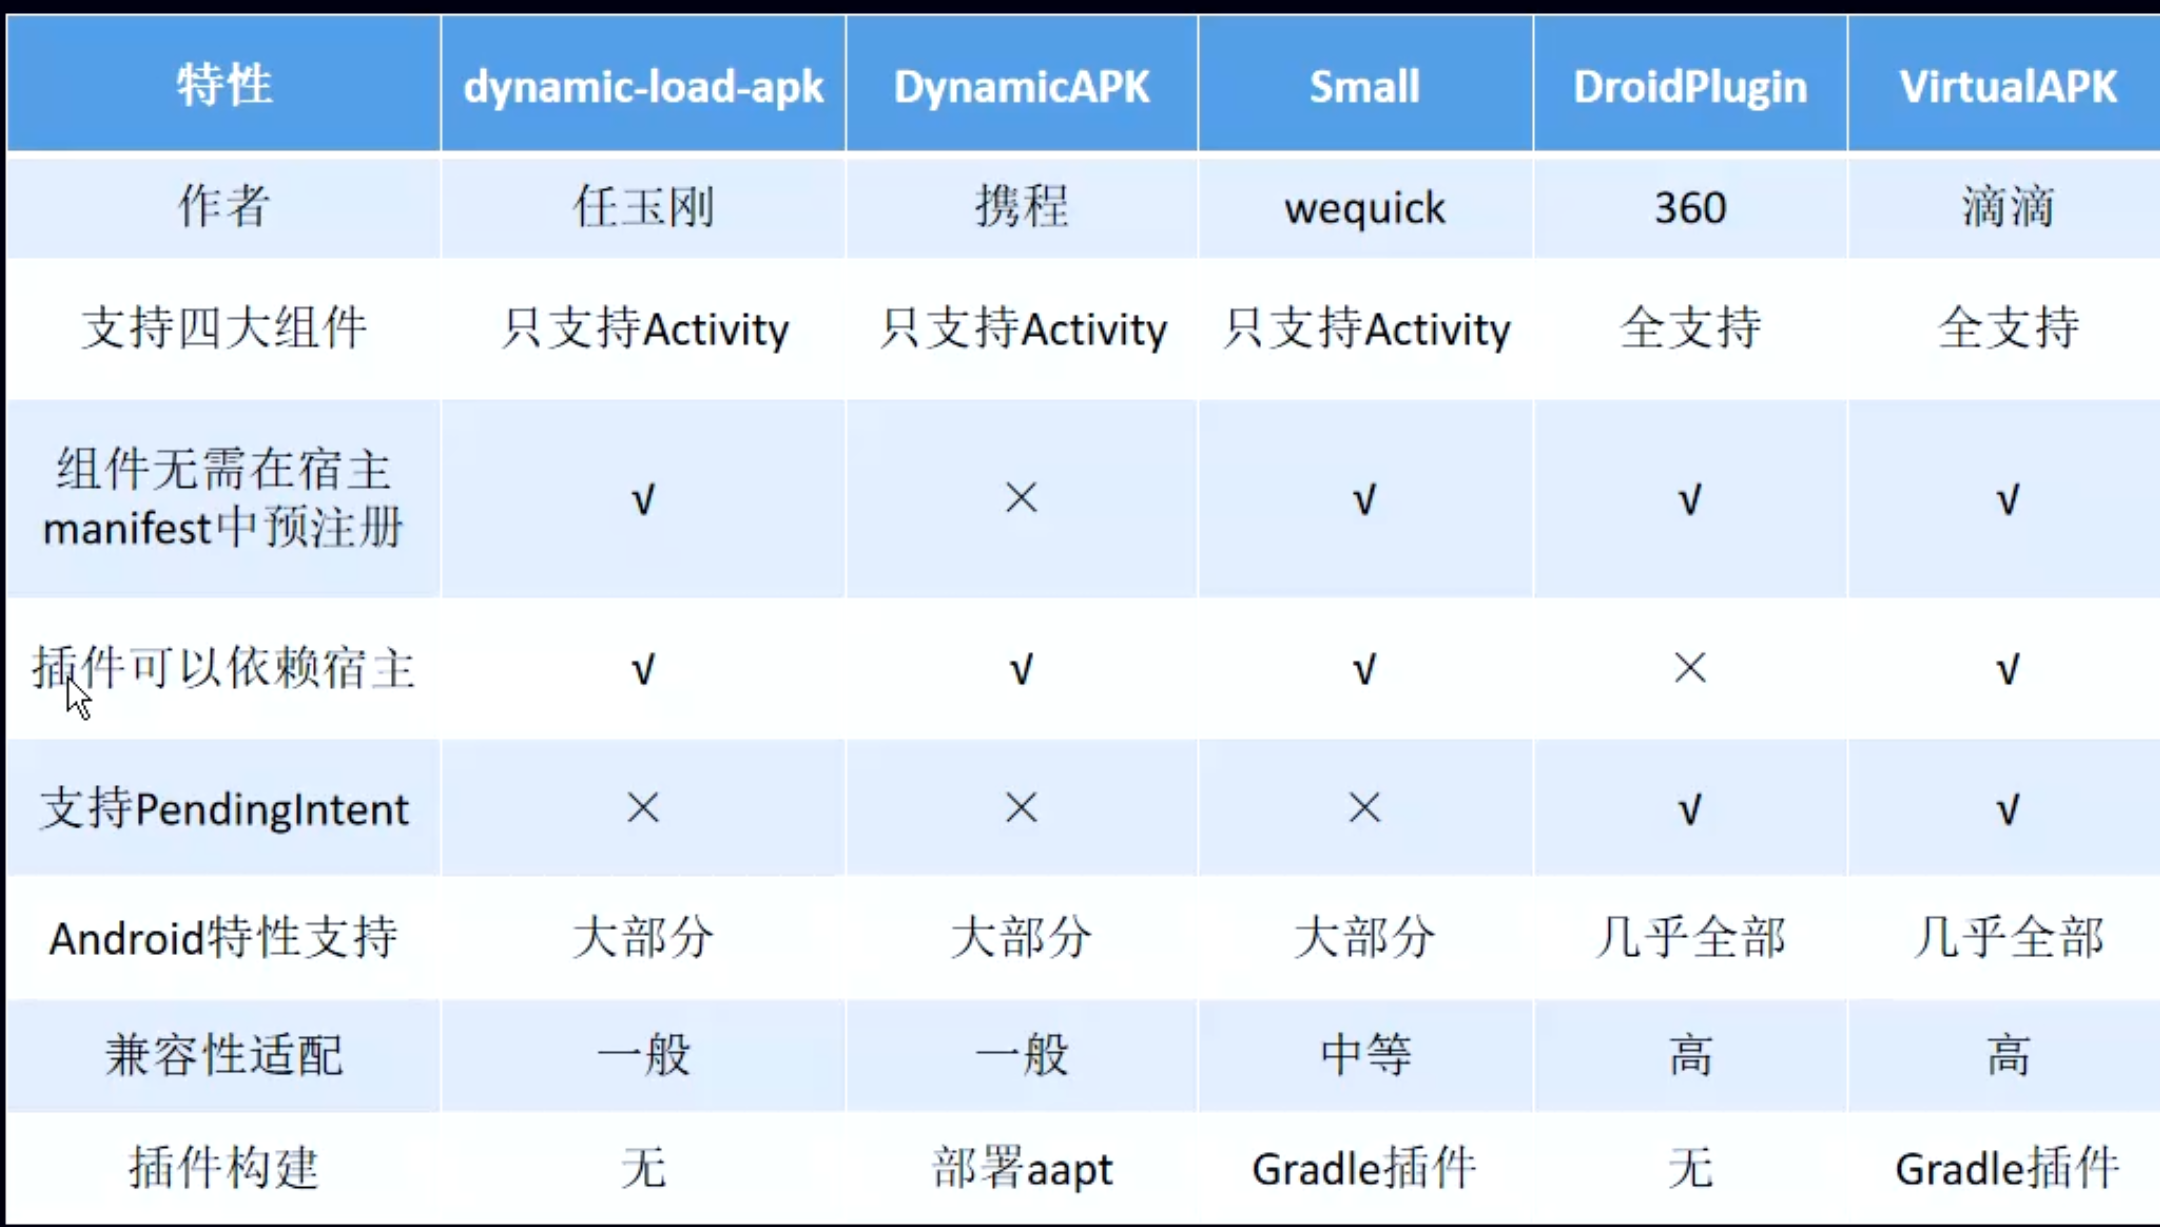 特性 dynamic-load-apk DynamicAPK Small DroidPlugin VirtualAPK
作者 任玉刚 携程 wequick 360 滴滴
支持四大组件 只支持Activity 只支持Activity 只支持Activity 全支持 全支持
组件无需在宿主
manifest中预注册 √ × √ √ √
插件可以依赖宿主 √ √ √ × √
支持PendingIntent × × × √ √
Android特性支持 大部分 大部分 大部分 几乎全部 几乎全部
兼容性适配 一般 一般 中等 高 高
插件构建 无 部署aapt Gradle插件 无 Gradle插件